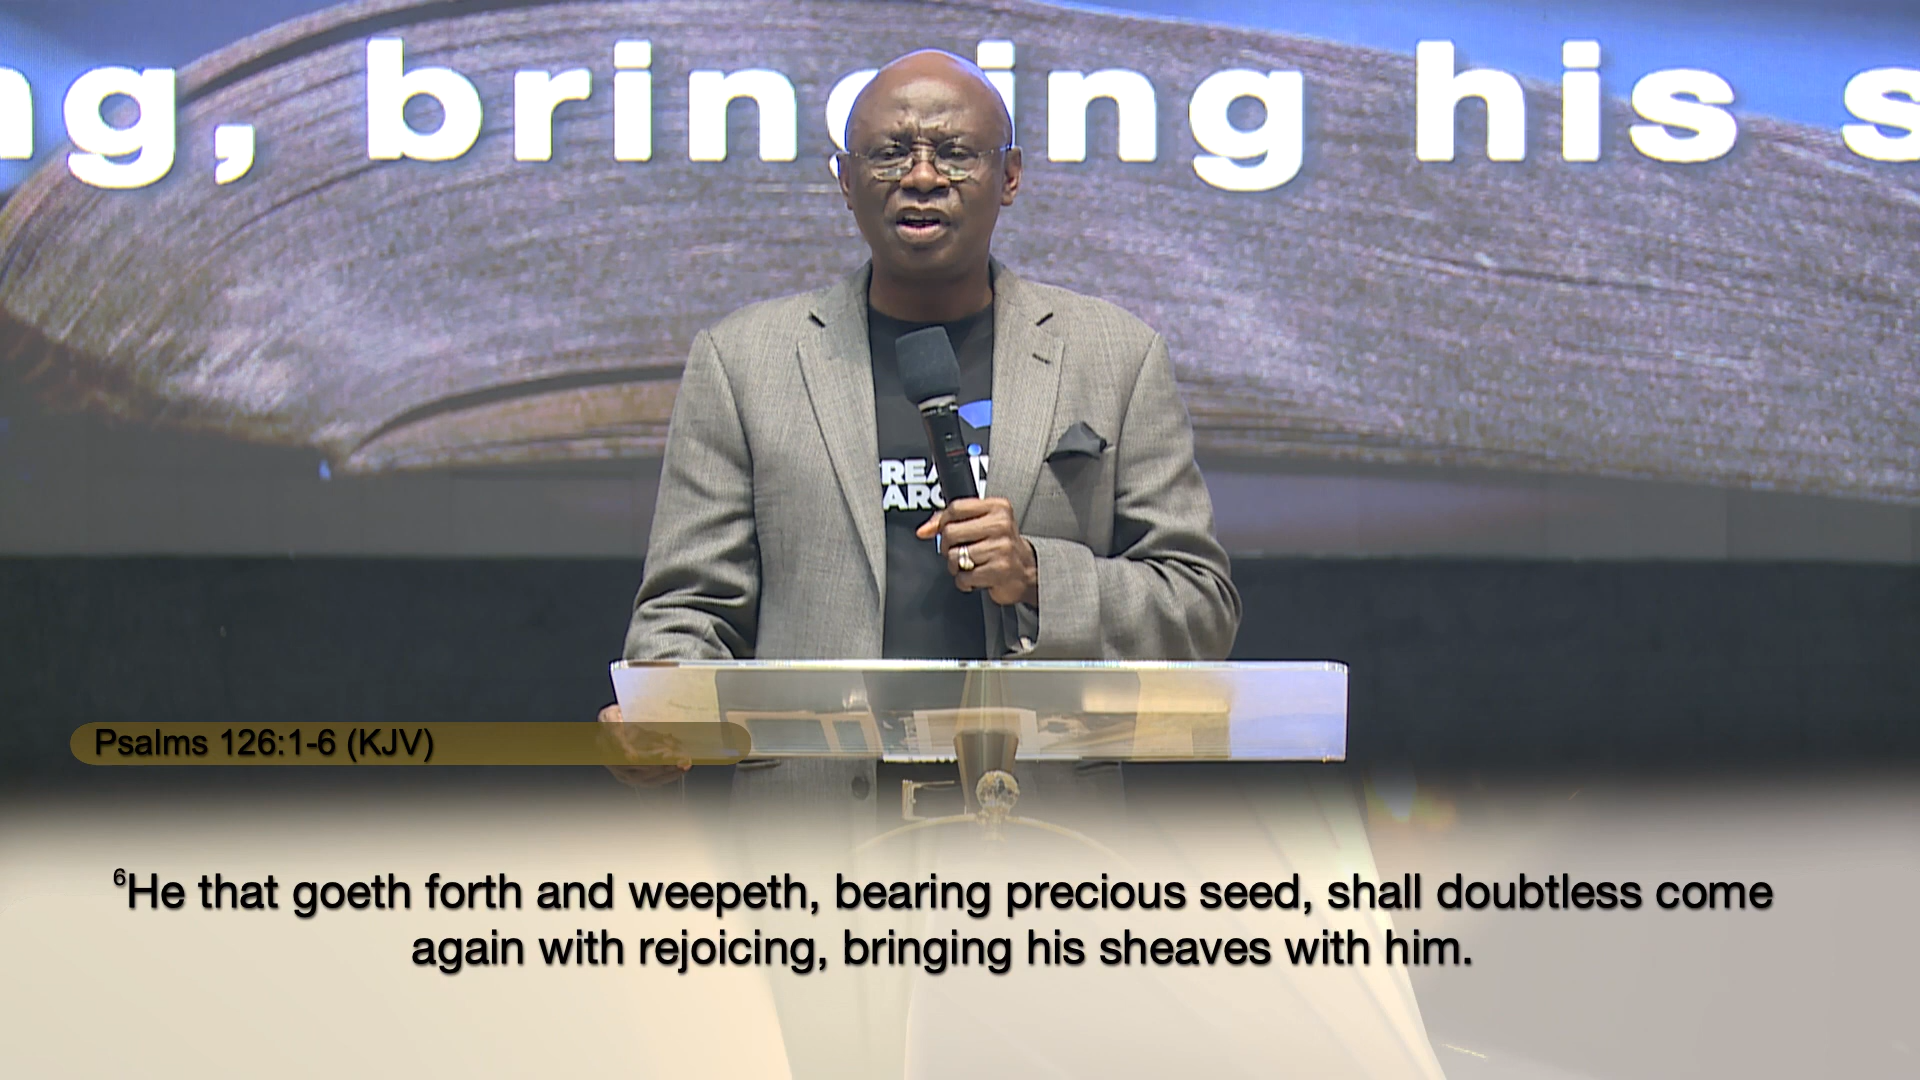 ng, bringing his s
Psalms 126:1-6 (KJV)
6He that goeth forth and weepeth, bearing precious seed, shall doubtless come
again with rejoicing, bringing his sheaves with him.